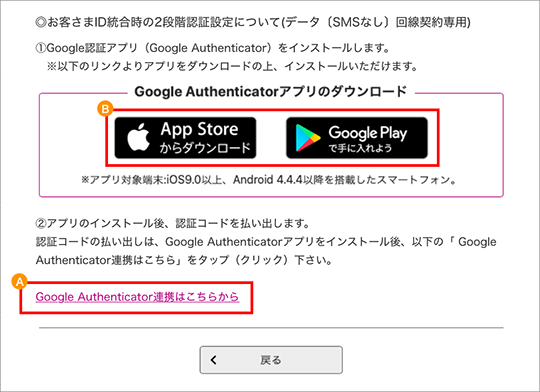 ◎お客さまID統合時の2段階認証設定について(データ〔SMSなし〕回線契約専用)
①Google認証アプリ（Google Authenticator）をインストールします。
※以下のリンクよりアプリをダウンロードの上、インストールいただけます。
Google Authenticatorアプリのダウンロード
B
App Store
からダウンロード
Google Play
で手に入れよう
※アプリ対象端末:iOS9.0以上、Android 4.4.4以降を搭載したスマートフォン。
②アプリのインストール後、認証コードを払い出します。
認証コードの払い出しは、Google Authenticatorアプリをインストール後、以下の「 Google
Authenticator連携はこちら」をタップ（クリック）下さい。
A
Google Authenticator連携はこちらから
戻る